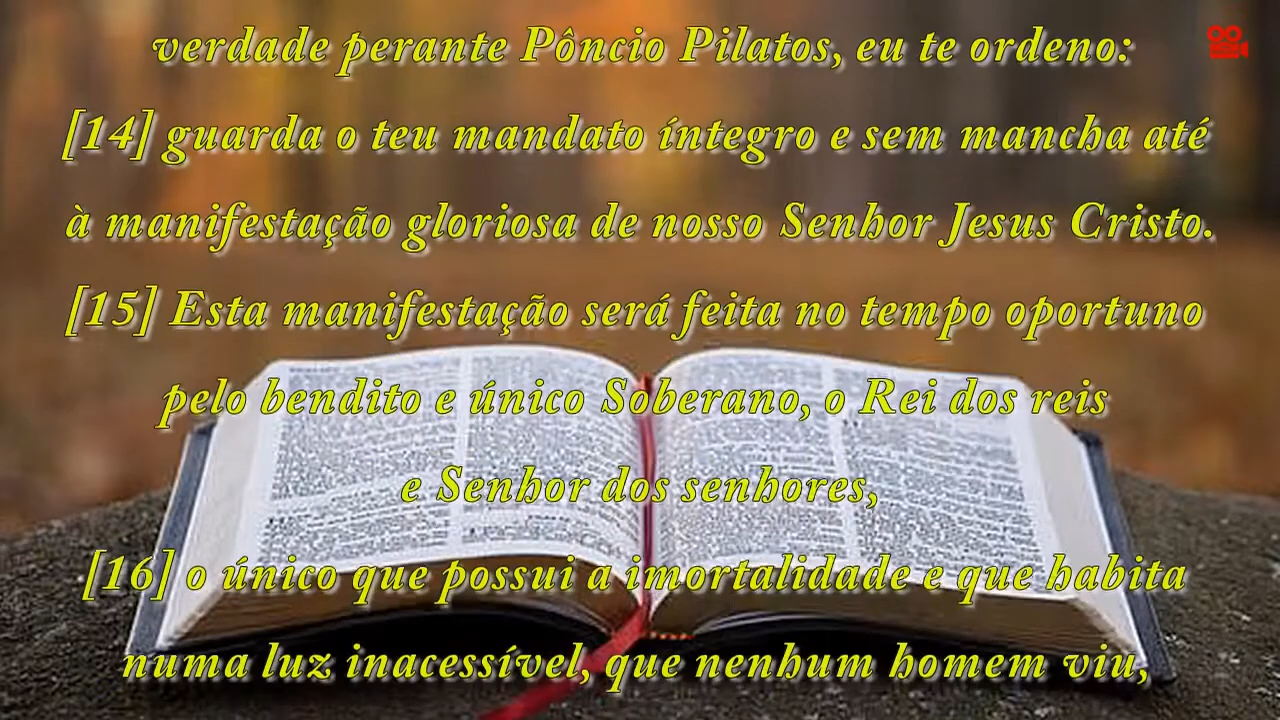 verdade perante Pôncio Pilatos, eu te ordeno:
[14] guarda o teu mandato íntegro e sem mancha até
à manifestação gloriosa de nosso Senhor Jesus Cristo.
[15] Esta manifestação será feita no tempo oportuno
pelo bendito e único Soberano, o Rei dos reis
e Senhor dos senhores,
[16] o único que possui a imortalidade e que habita
numa luz inacessível, que nenhum homem viu,